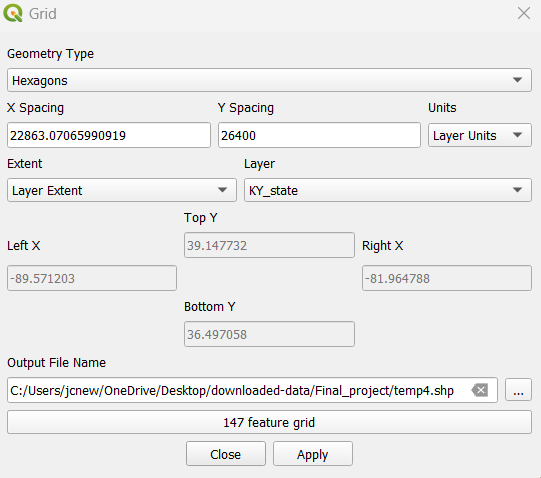 Grid
Geometry Type
Hexagons
X Spacing Y Spacing Units
22863.07065990919 26400 Layer Units
Extent Layer
Layer Extent KY_state
Top Y
Left X 39.147732 Right X
-89.571203 -81.964788
Bottom Y
36.497058
Output File Name
C:/Users/jcnew/OneDrive/Desktop/downloaded-data/Final_project/temp4.shp ...
147 feature grid
Close Apply